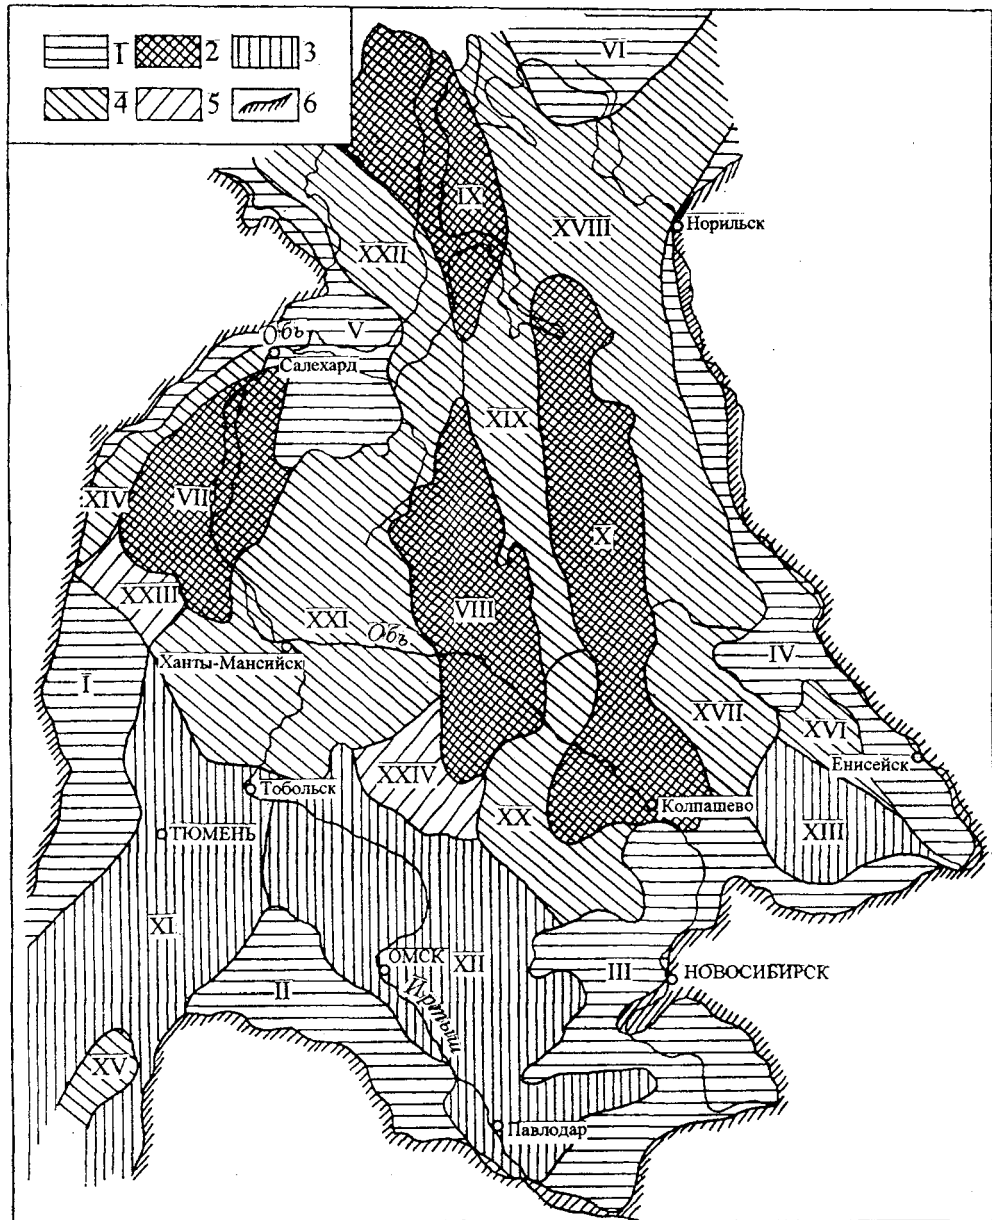 1 2 3
4 5 6
VI
IX
XVIII
Норильск
XXII
Объ
V
Салехард
XIX
XIV
VII
X
XXIII
VIII
XXI
Объ
Ханты-Мансийск
IV
I
XVII
XVI
Енисейск
XXIV
Тобольск
Колпашево
XX
ТЮМЕНЬ
XIII
XI
ОМСК
XII
III
НОВОСИБИРСК
II
Иртыш
XV
Павлодар